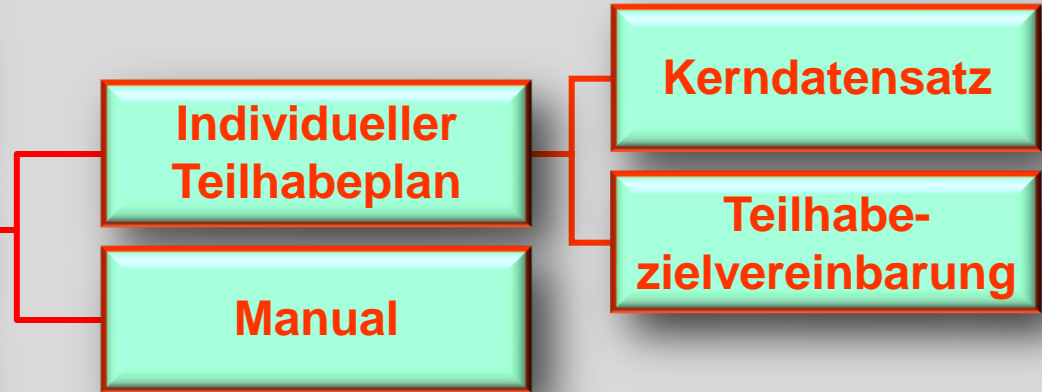 Individueller
Teilhabeplan
Manual
Kerndatensatz
Teilhabe-
zielvereinbarung